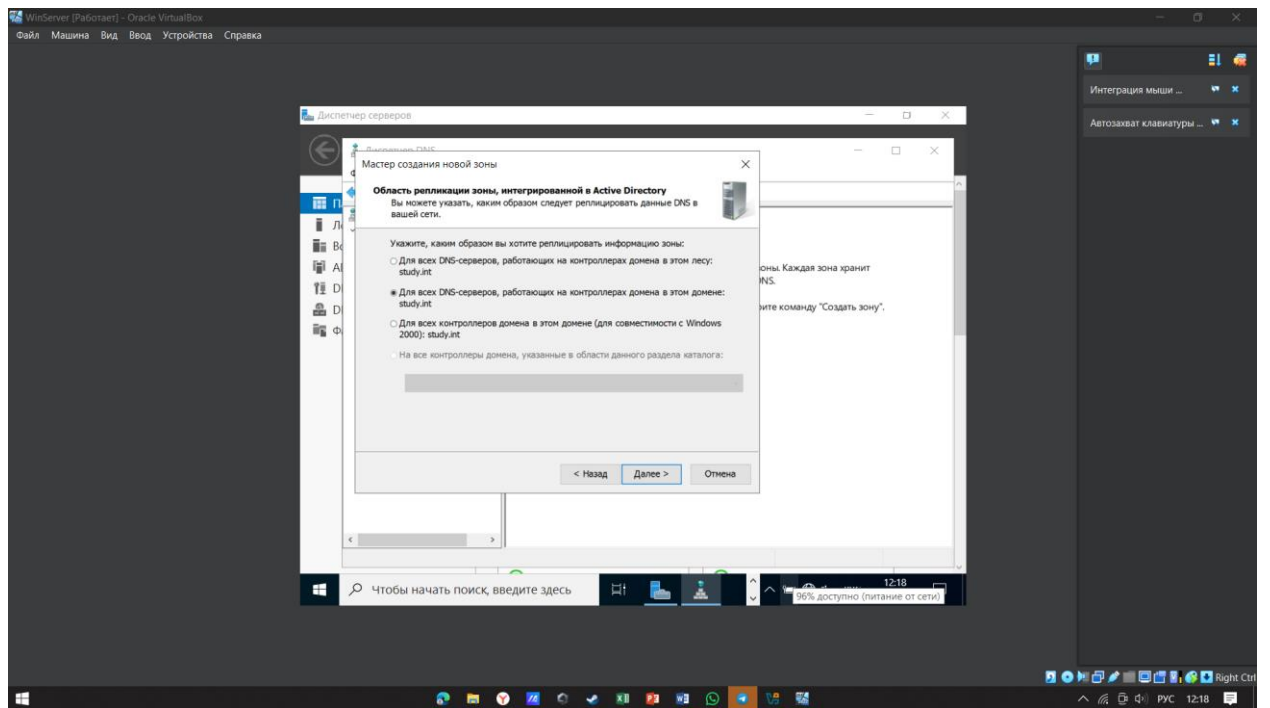 WinServer [Работает] - Oracle VirtualBox
Файл Машина Вид Ввод Устройства Справка
Интеграция мыши ...
Автозахват клавиатуры ...
Диспетчер серверов
Диспетчер DNS
Мастер создания новой зоны
Область репликации зоны, интегрированной в Active Directory
Вы можете указать, каким образом следует реплицировать данные DNS в
вашей сети.
Укажите, каким образом вы хотите реплицировать информацию зоны:
Для всех DNS-серверов, работающих на контроллерах домена в этом лесу:
study.int
Для всех DNS-серверов, работающих на контроллерах домена в этом домене:
study.int
Для всех контроллеров домена в этом домене (для совместимости с Windows
2000): study.int
На все контроллеры домена, указанные в области данного раздела каталога:
< Назад Далее > Отмена
оны. Каждая зона хранит
NS.
ите команду "Создать зону".
Чтобы начать поиск, введите здесь
12:18
96% доступно (питание от сети)
Right Ctrl
РУС 12:18